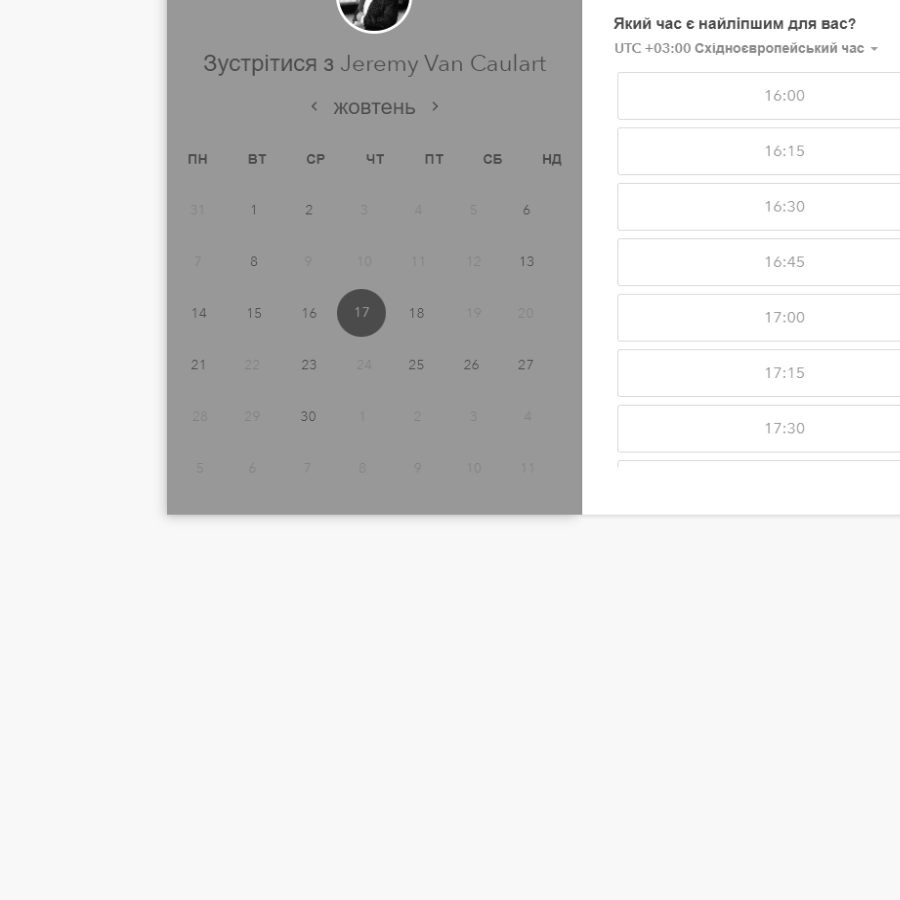 Зустрітися з Jeremy Van Caulart
жовтень
ПН ВТ СР ЧТ ПТ СБ НД
31 1 2 3 4 5 6
7 8 9 10 11 12 13
14 15 16 17 18 19 20
21 22 23 24 25 26 27
28 29 30 1 2 3 4
5 6 7 8 9 10 11
Який час є найліпшим для вас?
UTC +03:00 Східноєвропейський час
16:00
16:15
16:30
16:45
17:00
17:15
17:30